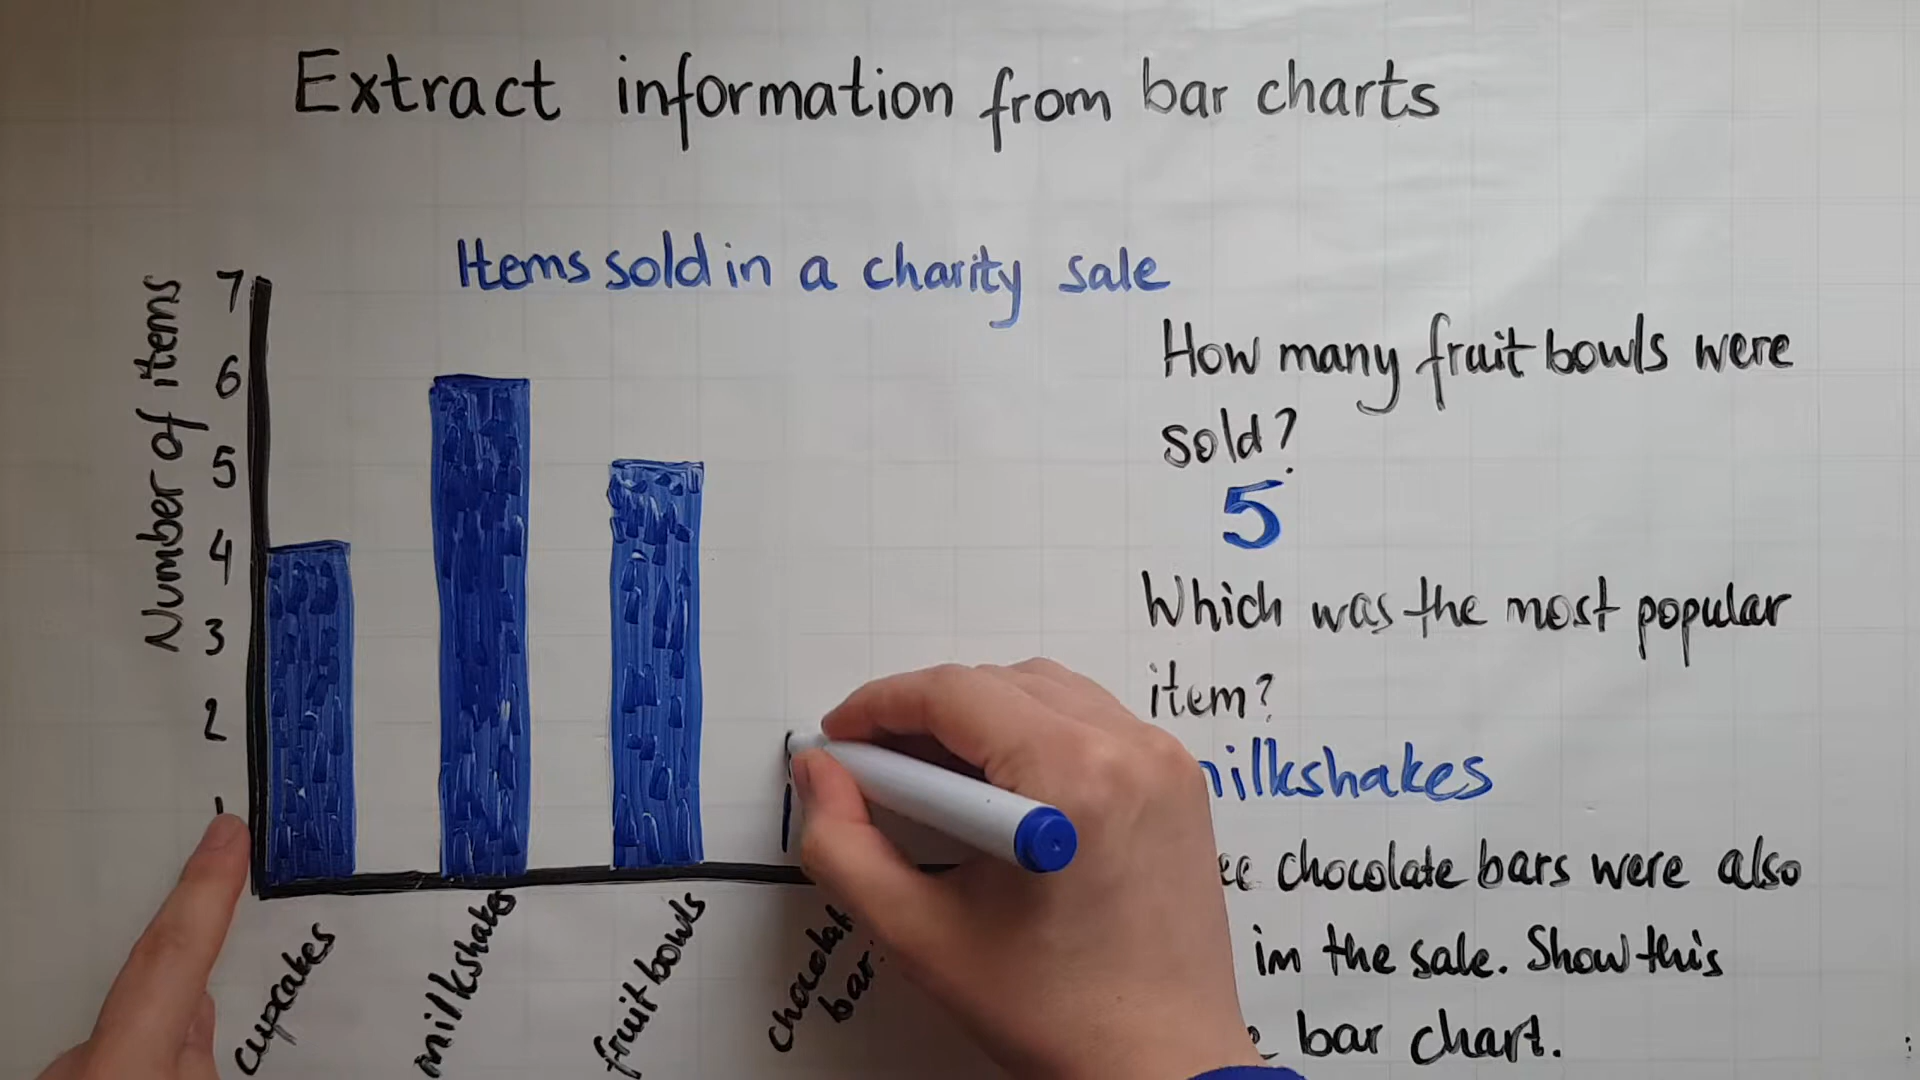 Extract information from bar charts
Items sold in a charity sale
Number of items
7
6
5
4
3
2
1
cupcakes
milkshakes
fruit bowls
How many fruit bowls were
sold?
5
Which was the most popular
item?
milkshakes
chocolate bars were also
in the sale. Show this
bar chart.